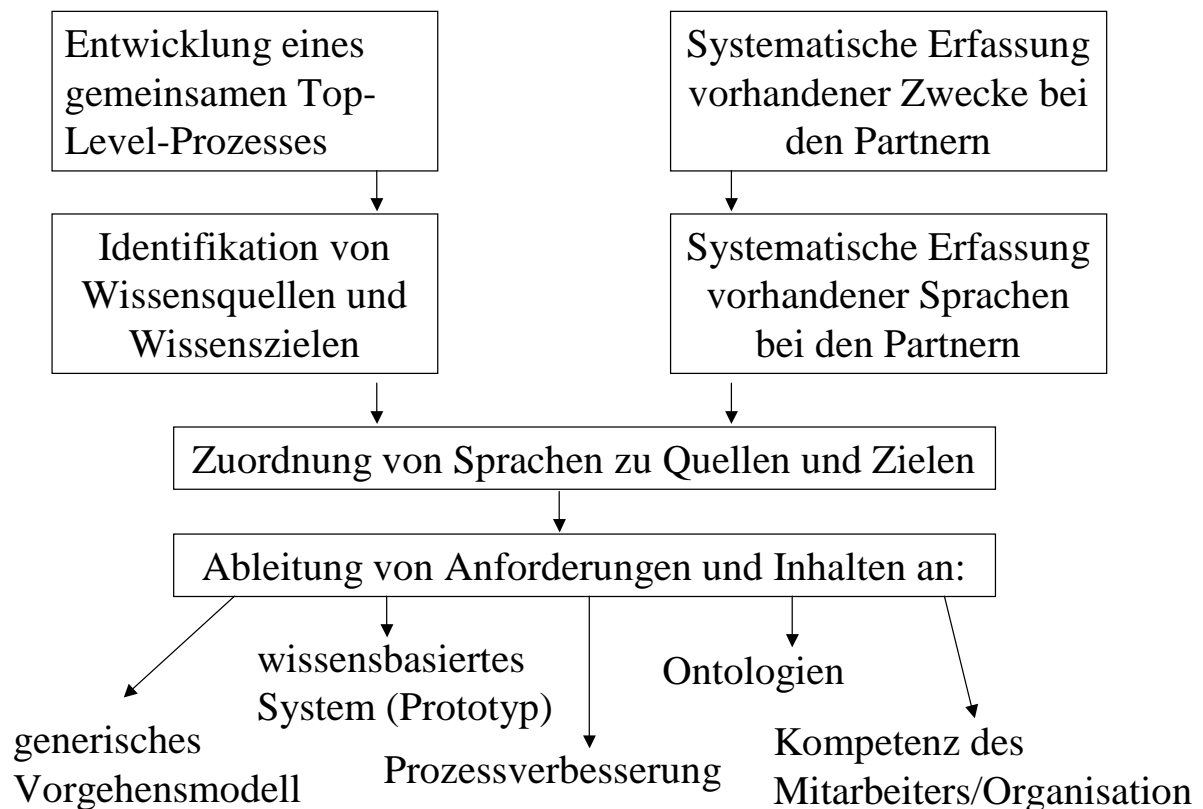 Entwicklung eines
gemeinsamen Top-
Level-Prozesses
Systematische Erfassung
vorhandener Zwecke bei
den Partnern
Identifikation von
Wissensquellen und
Wissenszielen
Systematische Erfassung
vorhandener Sprachen
bei den Partnern
Zuordnung von Sprachen zu Quellen und Zielen
Ableitung von Anforderungen und Inhalten an:
generisches
Vorgehensmodell
wissensbasiertes
System (Prototyp)
Prozessverbesserung
Ontologien
Kompetenz des
Mitarbeiters/Organisation